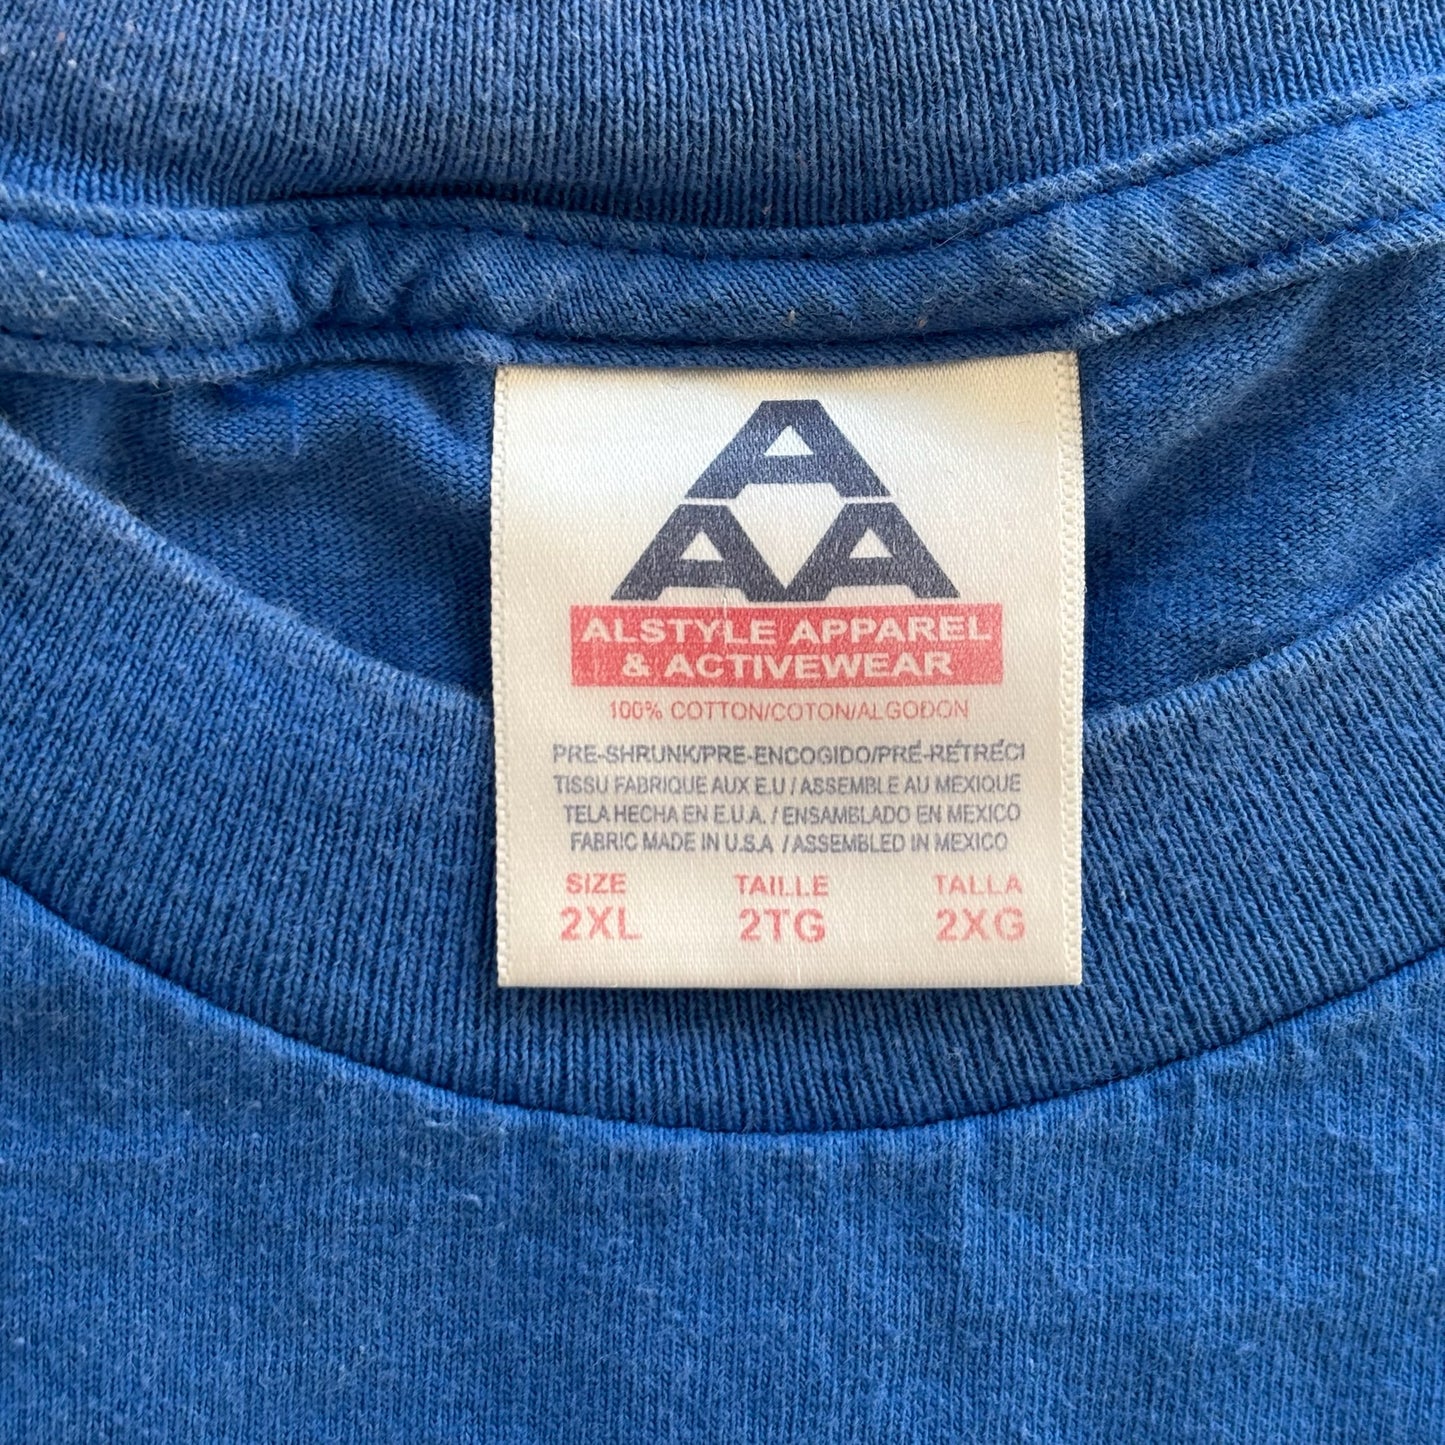 A
A A
ALSTYLE APPAREL
& ACTIVEWEAR
100% COTTON/COTON/ALGODON
PRE-SHRUNK/PRE-ENCOGIDO/PRÉ-RÉTRÉCI
TISSU FABRIQUE AUX E.U / ASSEMBLE AU MEXIQUE
TELA HECHA EN E.U.A. / ENSAMBLADO EN MEXICO
FABRIC MADE IN U.S.A / ASSEMBLED IN MEXICO
SIZE TAILLE TALLA
2XL 2TG 2XG